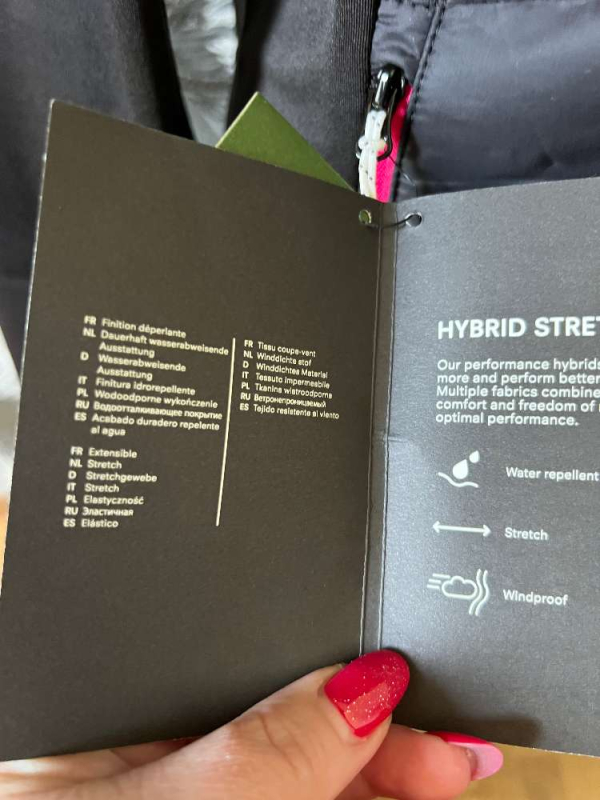 FR Finition déperlante
NL Dauerhaft wasserabweisende
Ausstattung
D Wasserabweisende
Ausstattung
IT Finitura idrorepellente
PL Wodoodporne wykończenie
RU Водоотталкивающее покрытие
ES Acabado duradero repelente
al agua
FR Extensible
NL Stretch
D Stretchgewebe
IT Stretch
PL Elastyczność
RU Эластичная
ES Elástico
FR Tissu coupe-vent
NL Winddichte stof
D Winddichtes Material
IT Tessuto impermeabile
PL Tkanina wiatroodporna
RU Ветронепроницаемый
ES Tejido resistente al viento
HYBRID STRET
Our performance hybrids
more and perform better
Multiple fabrics combine
comfort and freedom of
optimal performance.
Water repellent
Stretch
Windproof